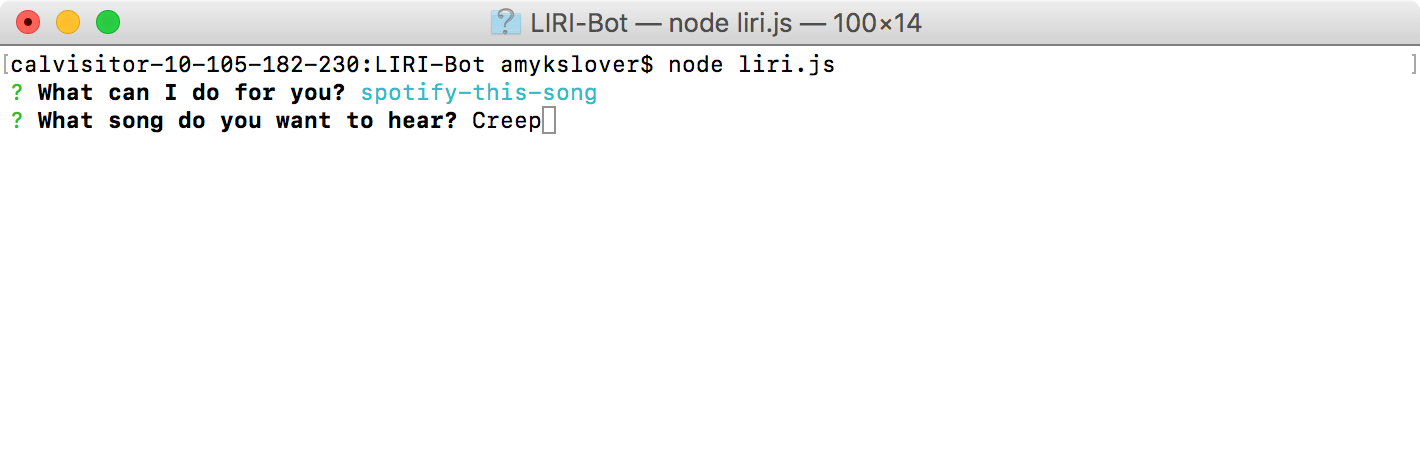 LIRI-Bot — node liri.js — 100×14
[calvisitor-10-105-182-230:LIRI-Bot amykslover$ node liri.js ]
? What can I do for you? spotify-this-song
? What song do you want to hear? Creep